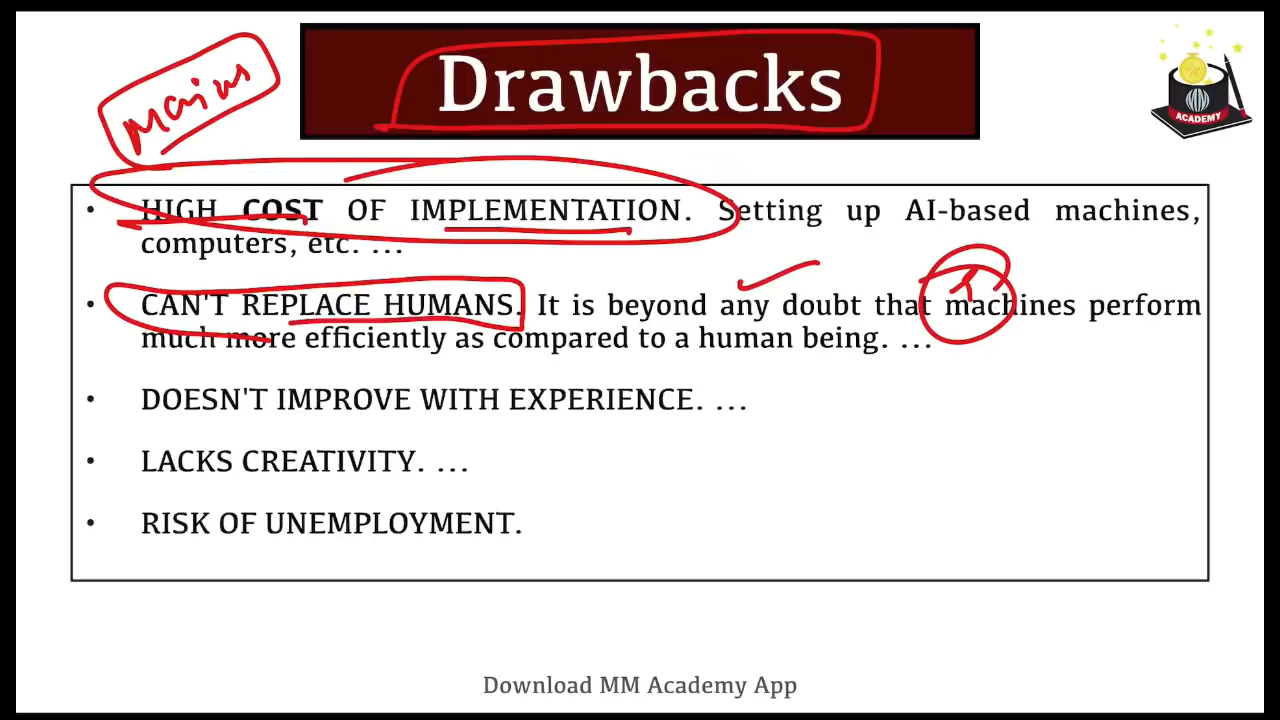 Mains
Drawbacks
ACADEMY
• HIGH COST OF IMPLEMENTATION. Setting up AI-based machines,
computers, etc. ...
• CAN'T REPLACE HUMANS. It is beyond any doubt that machines perform
much more efficiently as compared to a human being. ...
• DOESN'T IMPROVE WITH EXPERIENCE. ...
• LACKS CREATIVITY. ...
• RISK OF UNEMPLOYMENT.
Download MM Academy App